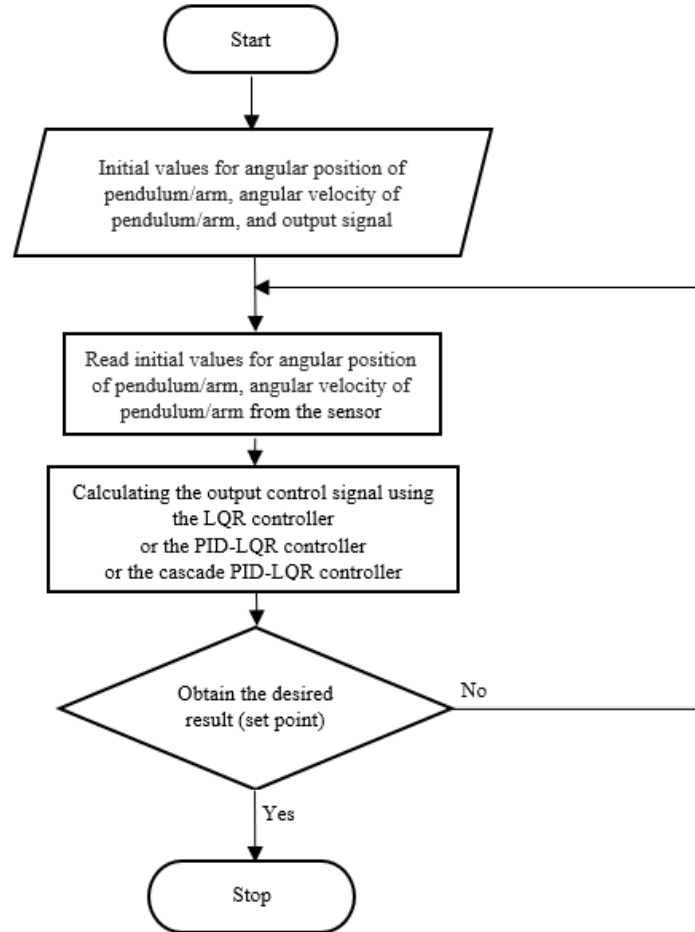 Start
Initial values for angular position of
pendulum/arm, angular velocity of
pendulum/arm, and output signal
Read initial values for angular position
of pendulum/arm, angular velocity of
pendulum/arm from the sensor
Calculating the output control signal using
the LQR controller
or the PID-LQR controller
or the cascade PID-LQR controller
Obtain the desired
result (set point)
No
Yes
Stop